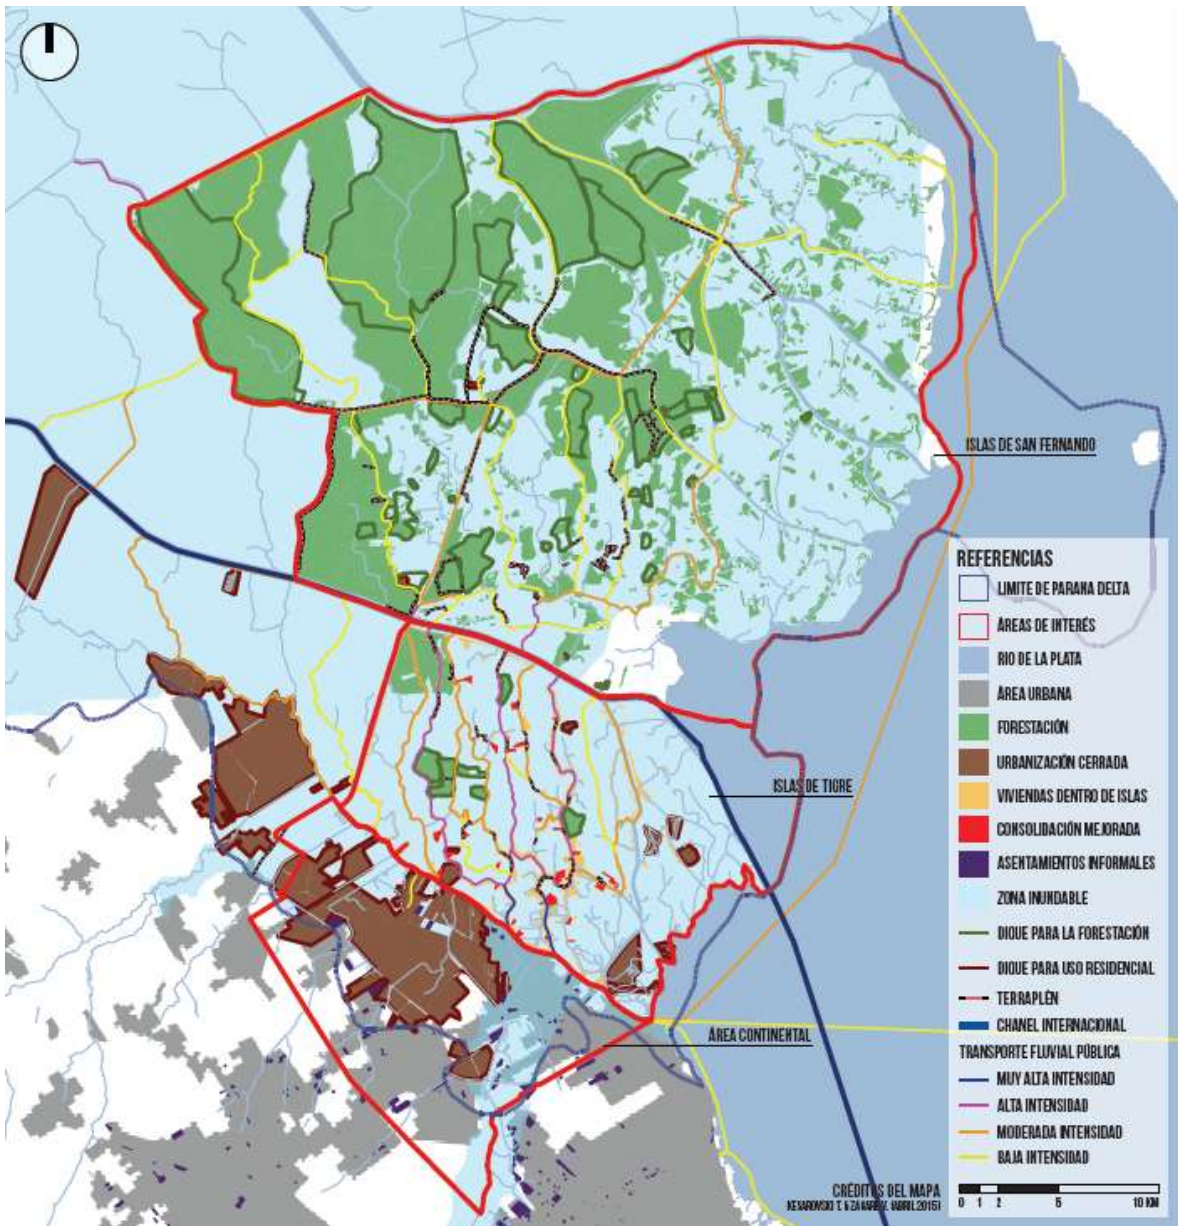 ISLAS DE SAN FERNANDO
REFERENCIAS
LIMITE DE PARANA DELTA
ÁREAS DE INTERÉS
RIO DE LA PLATA
ÁREA URBANA
FORESTACIÓN
URBANIZACIÓN CERRADA
VIVIENDAS DENTRO DE ISLAS
CONSOLIDACIÓN MEJORADA
ASENTAMIENTOS INFORMALES
ZONA INUNDABLE
DIQUE PARA LA FORESTACIÓN
DIQUE PARA USO RESIDENCIAL
TERRAPLÉN
CHANEL INTERNACIONAL
TRANSPORTE FLUVIAL PÚBLICA
MUY ALTA INTENSIDAD
ALTA INTENSIDAD
MODERADA INTENSIDAD
BAJA INTENSIDAD
0 1 2 5 10 KM
ISLAS DE TIGRE
ÁREA CONTINENTAL
CRÉDITOS DEL MAPA
(ABRIL 2015)